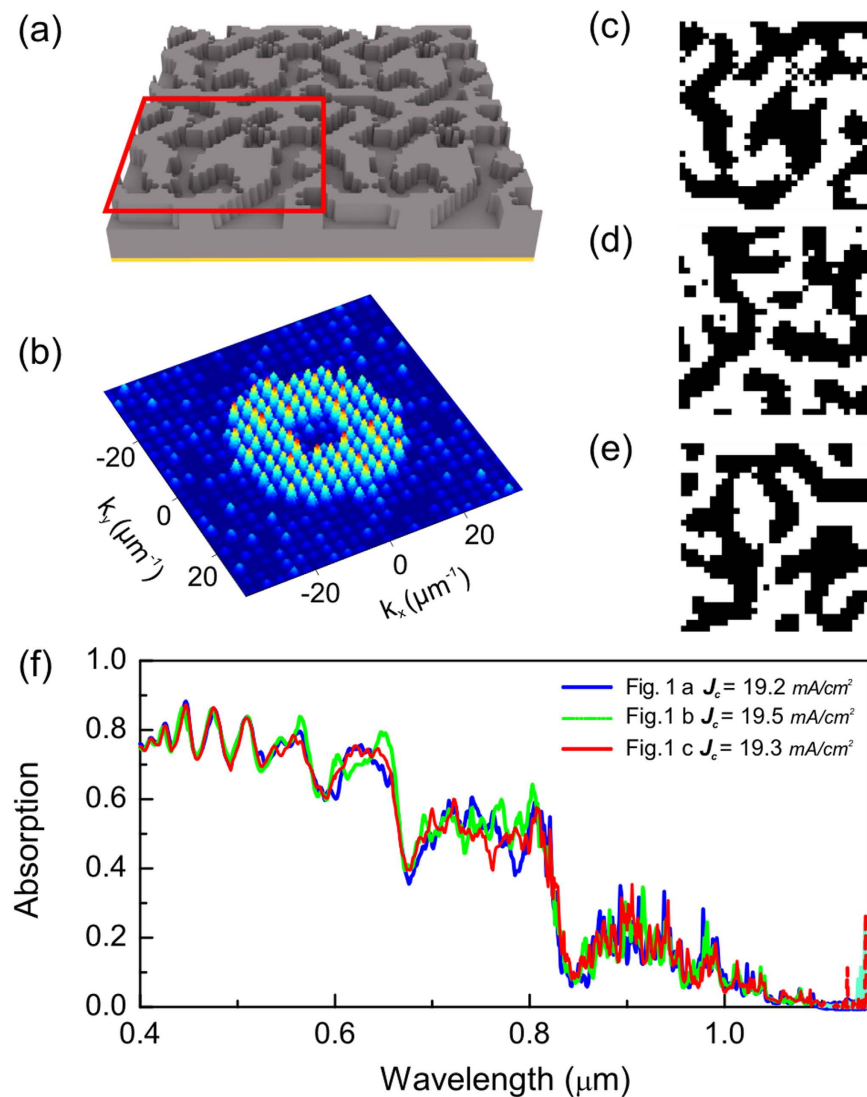 (a)
(c)
(d)
(b)
-20
0
20
k_y (μm⁻¹)
-20
0
20
k_x (μm⁻¹)
(e)
(f)
1.0
0.8
0.6
0.4
0.2
0.0
Absorption
Fig. 1 a J_c = 19.2 mA/cm²
Fig.1 b J_c = 19.5 mA/cm²
Fig.1 c J_c = 19.3 mA/cm²
0.4 0.6 0.8 1.0
Wavelength (μm)